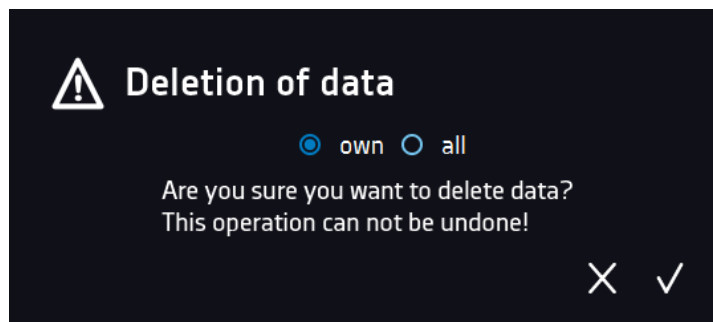 Deletion of data
own all
Are you sure you want to delete data?
This operation can not be undone!